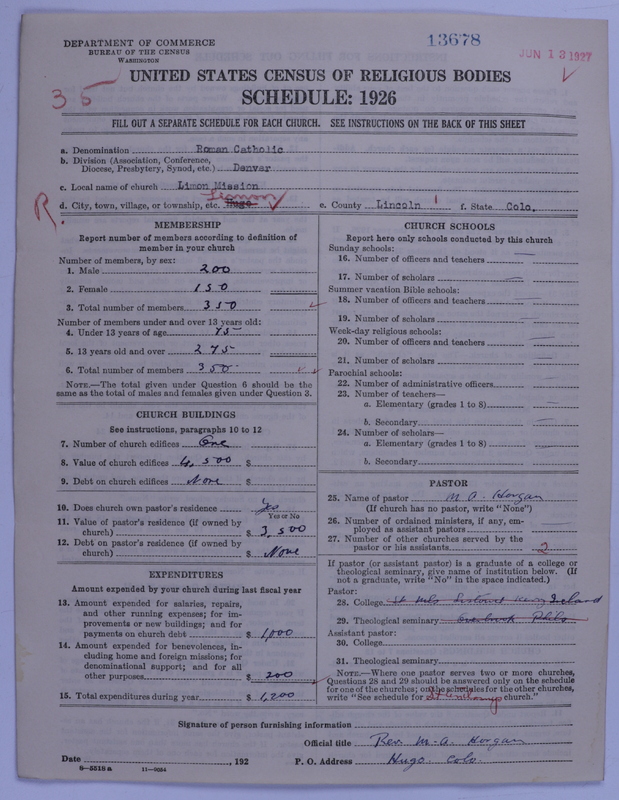 DEPARTMENT OF COMMERCE
BUREAU OF THE CENSUS
WASHINGTON
13678
JUN 13 1927
UNITED STATES CENSUS OF RELIGIOUS BODIES
35
SCHEDULE: 1926
FILL OUT A SEPARATE SCHEDULE FOR EACH CHURCH. SEE INSTRUCTIONS ON THE BACK OF THIS SHEET
a. Denomination Roman Catholic
b. Division (Association, Conference,
Diocese, Presbytery, Synod, etc.) Denver
c. Local name of church Limon Mission
R.
d. City, town, village, or township, etc. Hugo Limon
e. County Lincoln f. State Colo.
MEMBERSHIP
Report number of members according to definition of
member in your church
Number of members, by sex:
1. Male 200
2. Female 150
3. Total number of members 350
Number of members under and over 13 years old:
4. Under 13 years of age 75
5. 13 years old and over 275
6. Total number of members 350
NOTE.—The total given under Question 6 should be the
same as the total of males and females given under Question 3.
CHURCH BUILDINGS
See instructions, paragraphs 10 to 12
7. Number of church edifices One
8. Value of church edifices 4,500 $
9. Debt on church edifices None $
10. Does church own pastor's residence Yes
Yes or No
11. Value of pastor's residence (if owned by
church) $ 3,500
12. Debt on pastor's residence (if owned by
church) $ None
EXPENDITURES
Amount expended by your church during last fiscal year
13. Amount expended for salaries, repairs,
and other running expenses; for im-
provements or new buildings; and for
payments on church debt $ 1,000
14. Amount expended for benevolences, in-
cluding home and foreign missions; for
denominational support; and for all
other purposes $ 200
15. Total expenditures during year $ 1,200
CHURCH SCHOOLS
Report here only schools conducted by this church
Sunday schools:
16. Number of officers and teachers
17. Number of scholars
Summer vacation Bible schools:
18. Number of officers and teachers
19. Number of scholars
Week-day religious schools:
20. Number of officers and teachers
21. Number of scholars
Parochial schools:
22. Number of administrative officers
23. Number of teachers—
a. Elementary (grades 1 to 8)
b. Secondary
24. Number of scholars—
a. Elementary (grades 1 to 8)
b. Secondary
PASTOR
25. Name of pastor M. A. Horgan
(If church has no pastor, write "None")
26. Number of ordained ministers, if any, em-
ployed as assistant pastors
27. Number of other churches served by the
pastor or his assistants 2
If pastor (or assistant pastor) is a graduate of a college or
theological seminary, give name of institution below. (If
not a graduate, write "No" in the space indicated.)
Pastor:
28. College St Mels Listowel Kerry Ireland
29. Theological seminary Overbrook Phila
Assistant pastor:
30. College
31. Theological seminary
NOTE.—Where one pastor serves two or more churches,
Questions 28 and 29 should be answered only on the schedule
for one of the churches; on the schedules for the other churches,
write "See schedule for St Anthonys church."
Signature of person furnishing information
Official title Rev. M. A. Horgan
Date , 192
P. O. Address Hugo Colo.
8—5518a 11—9034